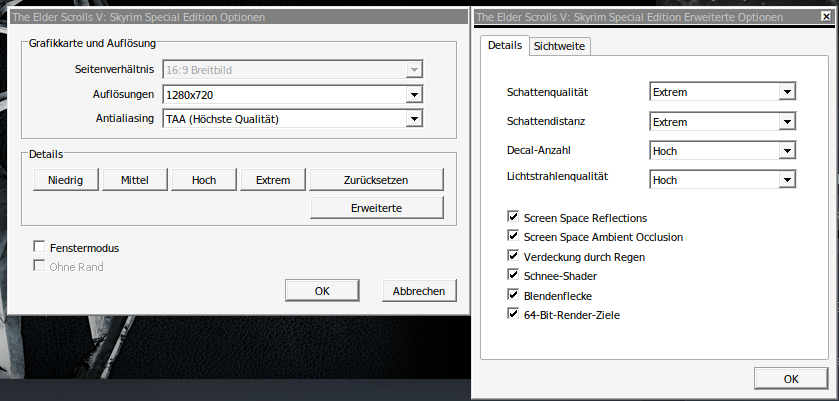 The Elder Scrolls V: Skyrim Special Edition Optionen
Grafikkarte und Auflösung
Seitenverhältnis 16:9 Breitbild
Auflösungen 1280x720
Antialiasing TAA (Höchste Qualität)
Details
Niedrig Mittel Hoch Extrem Zurücksetzen
Erweiterte
Fenstermodus
Ohne Rand
OK Abbrechen
The Elder Scrolls V: Skyrim Special Edition Erweiterte Optionen
Details Sichtweite
Schattenqualität Extrem
Schattendistanz Extrem
Decal-Anzahl Hoch
Lichtstrahlenqualität Hoch
Screen Space Reflections
Screen Space Ambient Occlusion
Verdeckung durch Regen
Schnee-Shader
Blendenflecke
64-Bit-Render-Ziele
OK